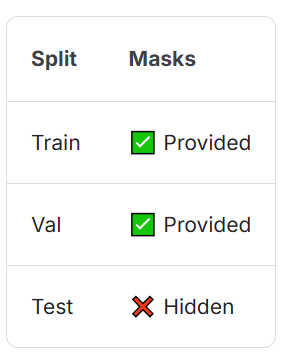 Split Masks
Train ✅ Provided
Val ✅ Provided
Test ❌ Hidden